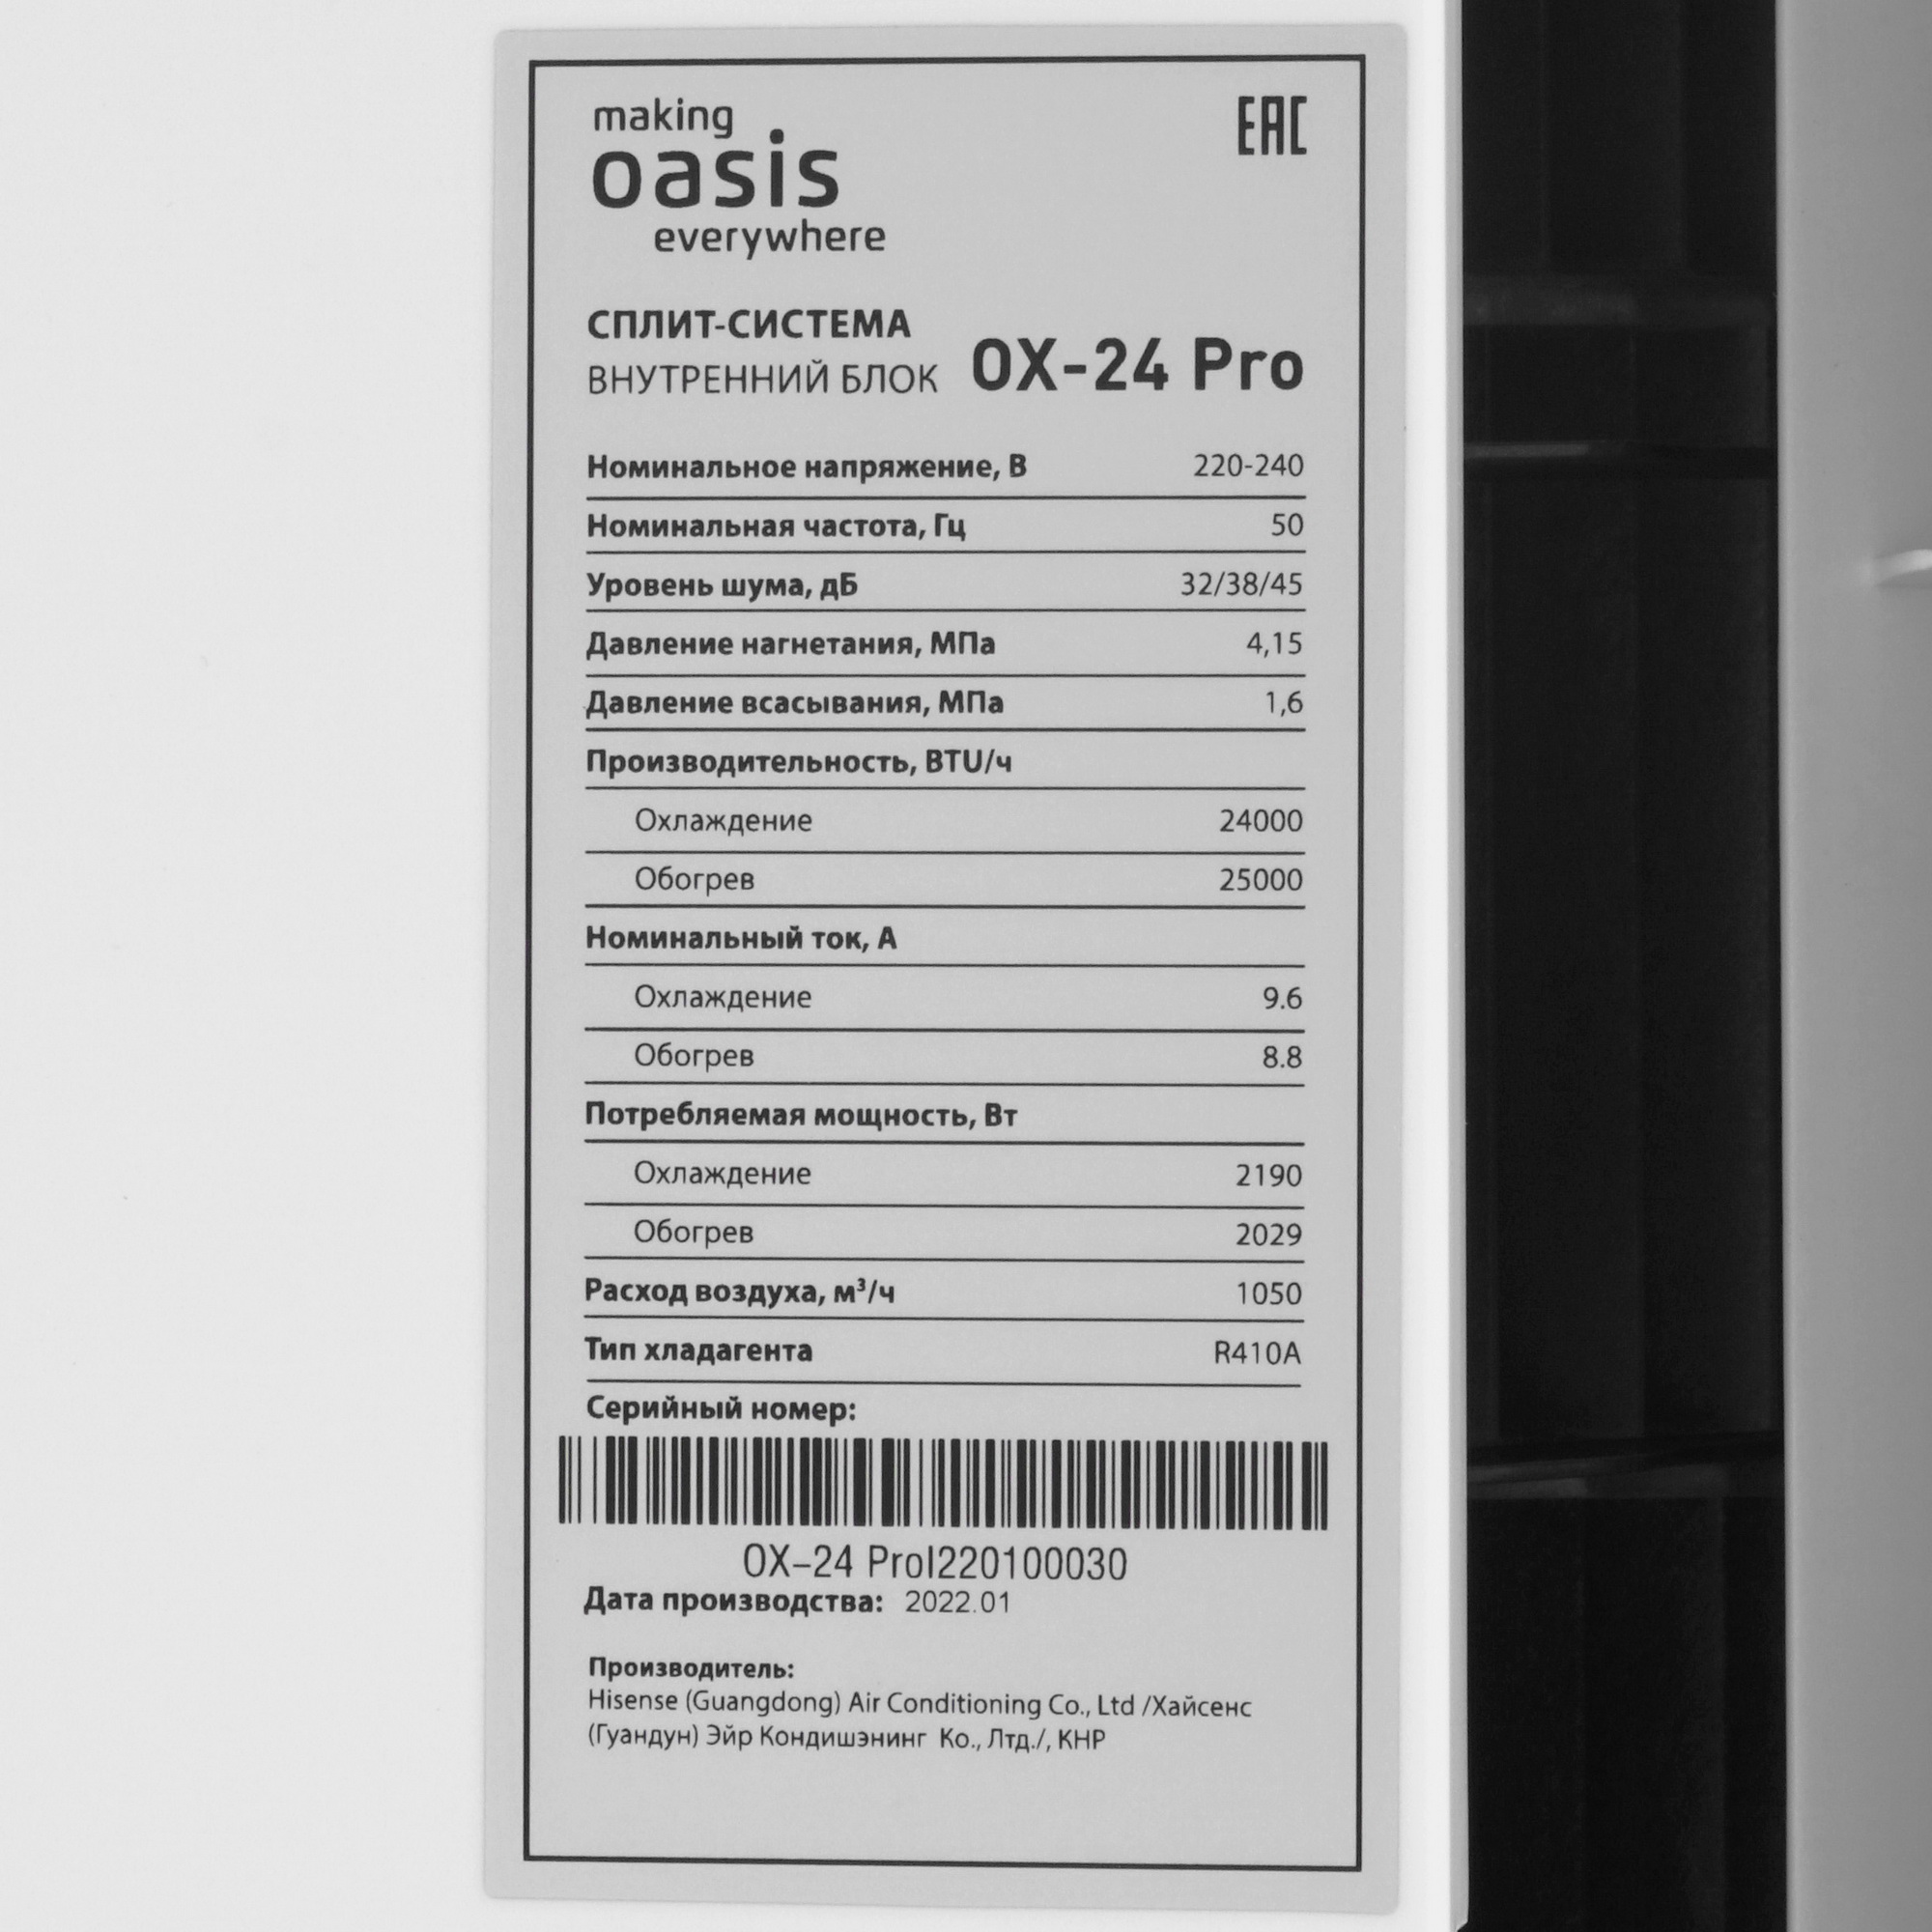 making
oasis
everywhere
EAC
СПЛИТ-СИСТЕМА
ВНУТРЕННИЙ БЛОК OX-24 Pro
Номинальное напряжение, В 220-240
Номинальная частота, Гц 50
Уровень шума, дБ 32/38/45
Давление нагнетания, МПа 4,15
Давление всасывания, МПа 1,6
Производительность, BTU/ч
Охлаждение 24000
Обогрев 25000
Номинальный ток, А
Охлаждение 9.6
Обогрев 8.8
Потребляемая мощность, Вт
Охлаждение 2190
Обогрев 2029
Расход воздуха, м³/ч 1050
Тип хладагента R410A
Серийный номер:
OX-24 ProI220100030
Дата производства: 2022.01
Производитель:
Hisense (Guangdong) Air Conditioning Co., Ltd /Хайсенс
(Гуандун) Эйр Кондишэнинг Ко., Лтд./, КНР